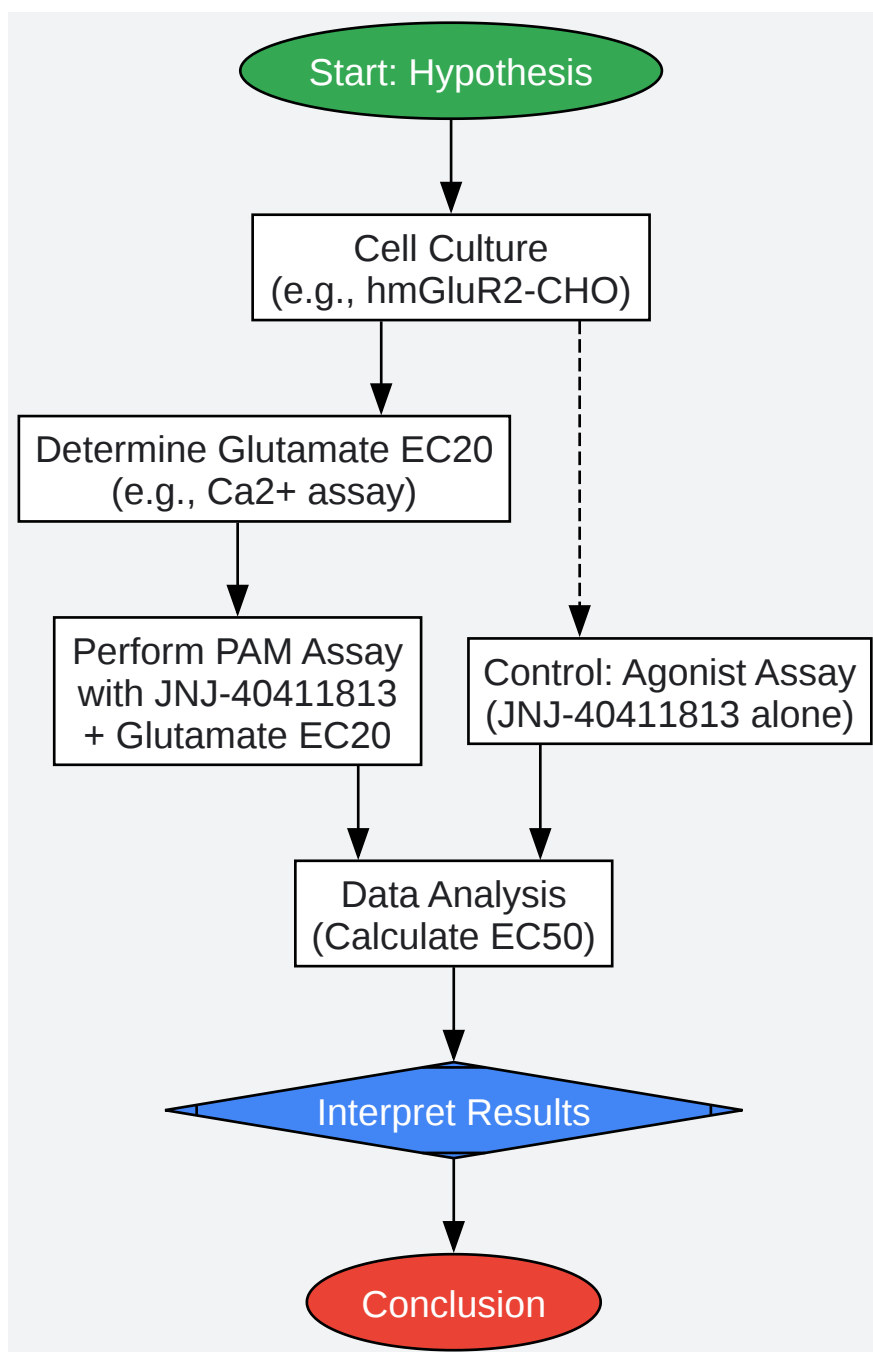 Start: Hypothesis
Cell Culture
(e.g., hmGluR2-CHO)
Determine Glutamate EC20
(e.g., Ca2+ assay)
Perform PAM Assay
with JNJ-40411813
+ Glutamate EC20
Control: Agonist Assay
(JNJ-40411813 alone)
Data Analysis
(Calculate EC50)
Interpret Results
Conclusion